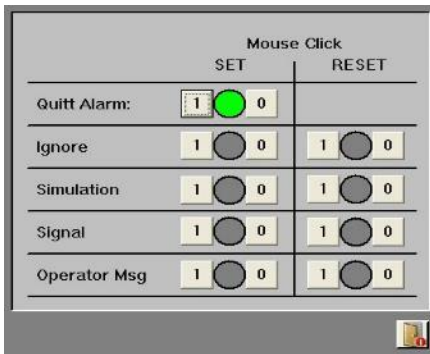 Mouse Click
SET RESET
Quitt Alarm: 1 0
Ignore 1 0 1 0
Simulation 1 0 1 0
Signal 1 0 1 0
Operator Msg 1 0 1 0